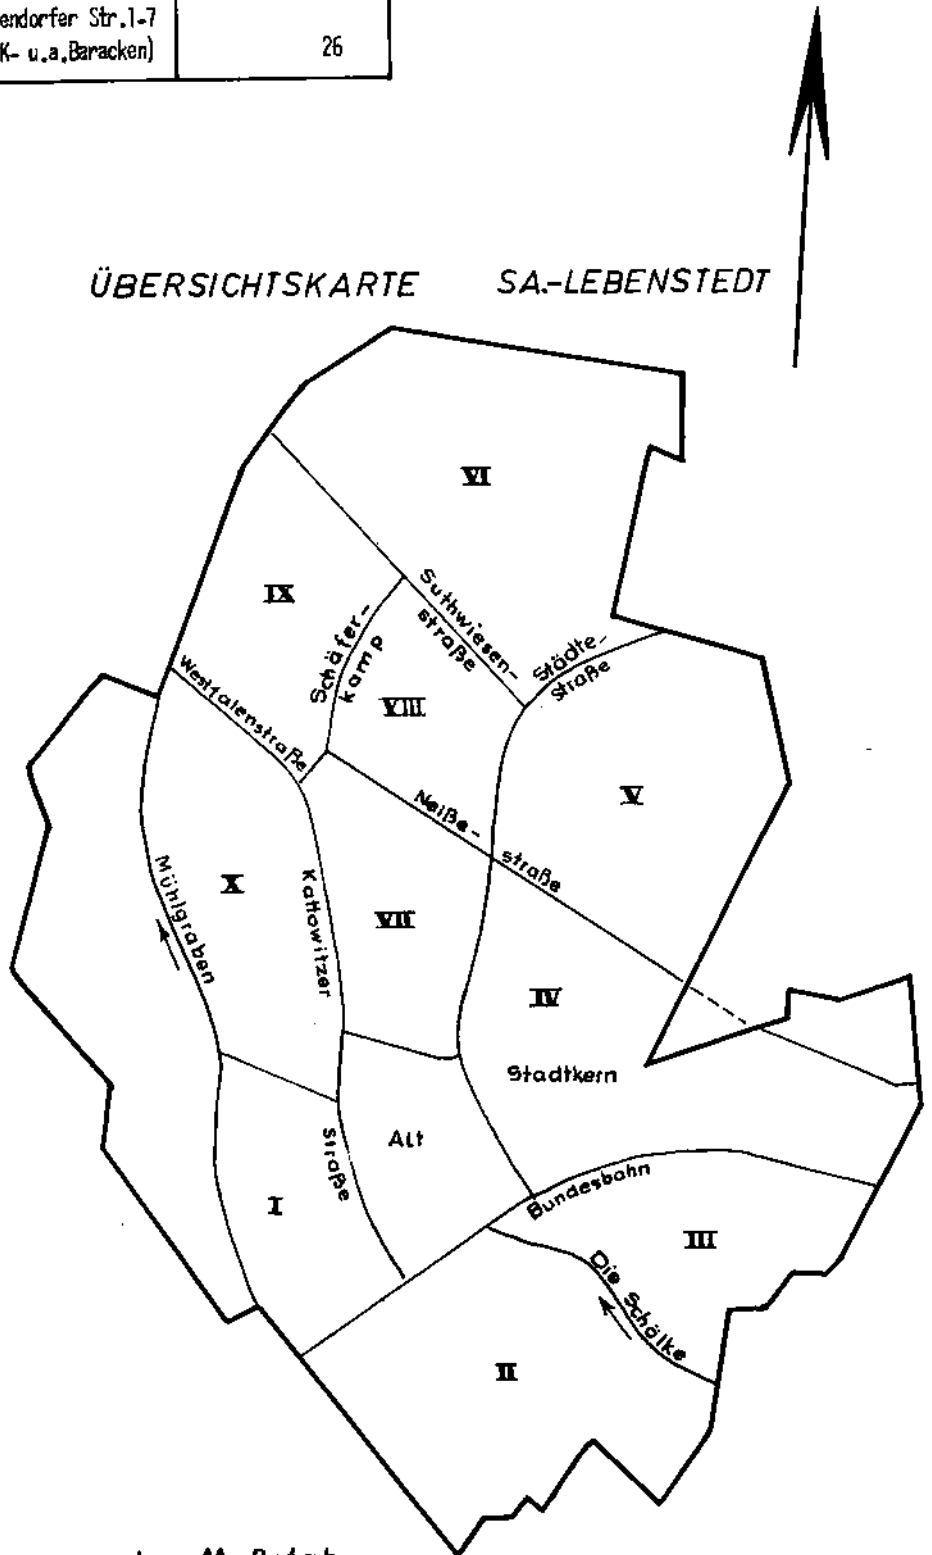 endorfer Str.1-7
K- u.a.Baracken) 26
ÜBERSICHTSKARTE SA.-LEBENSTEDT
VI
IX
Suthwiesen-
straße
Schäfer-
kamp
Städte-
straße
Westfalenstraße
VIII
V
Neiße-
straße
Mühlgraben
X
Kattowitzer
VII
IV
Stadtkern
Straße
Alt
I
Bundesbahn
III
Die Schölke
II